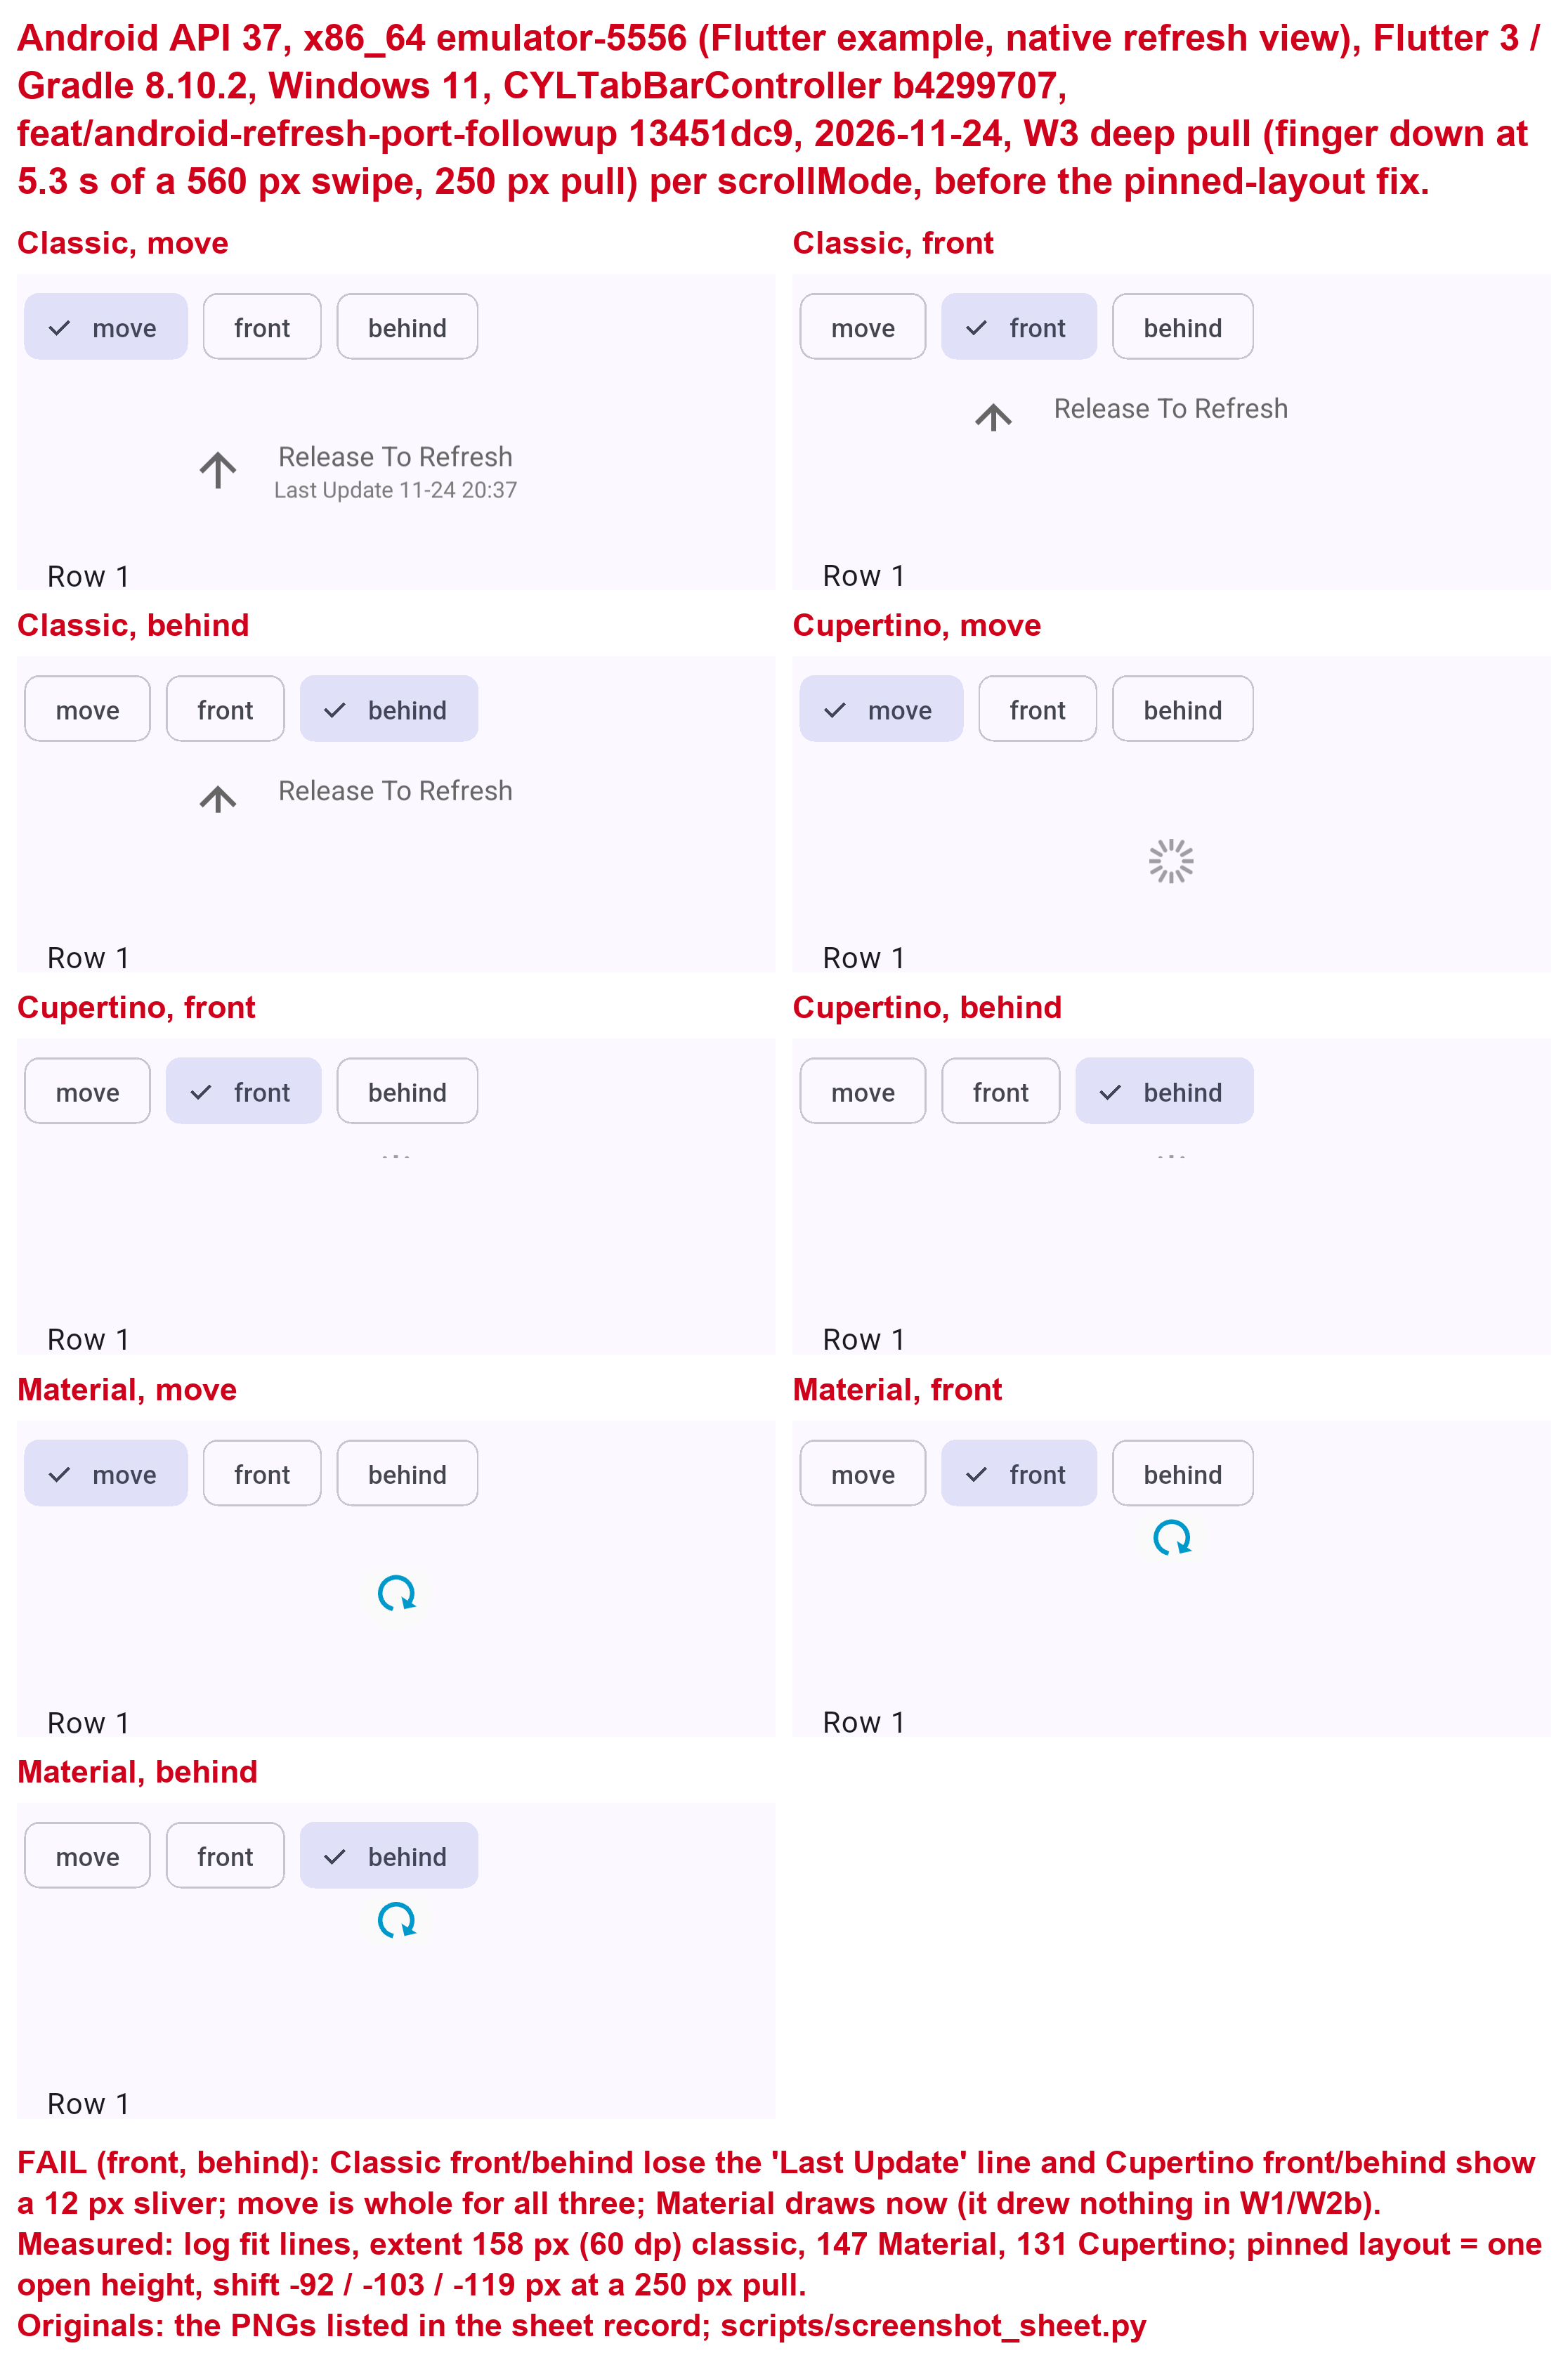 Android API 37, x86_64 emulator-5556 (Flutter example, native refresh view), Flutter 3 /
Gradle 8.10.2, Windows 11, CYLTabBarController b4299707,
feat/android-refresh-port-followup 13451dc9, 2026-11-24, W3 deep pull (finger down at
5.3 s of a 560 px swipe, 250 px pull) per scrollMode, before the pinned-layout fix.
Classic, move
move front behind
Release To Refresh
Last Update 11-24 20:37
Row 1
Classic, front
move front behind
Release To Refresh
Row 1
Classic, behind
move front behind
Release To Refresh
Row 1
Cupertino, move
move front behind
Row 1
Cupertino, front
move front behind
Row 1
Cupertino, behind
move front behind
Row 1
Material, move
move front behind
Row 1
Material, front
move front behind
Row 1
Material, behind
move front behind
Row 1
FAIL (front, behind): Classic front/behind lose the 'Last Update' line and Cupertino front/behind show
a 12 px sliver; move is whole for all three; Material draws now (it drew nothing in W1/W2b).
Measured: log fit lines, extent 158 px (60 dp) classic, 147 Material, 131 Cupertino; pinned layout = one
open height, shift -92 / -103 / -119 px at a 250 px pull.
Originals: the PNGs listed in the sheet record; scripts/screenshot_sheet.py